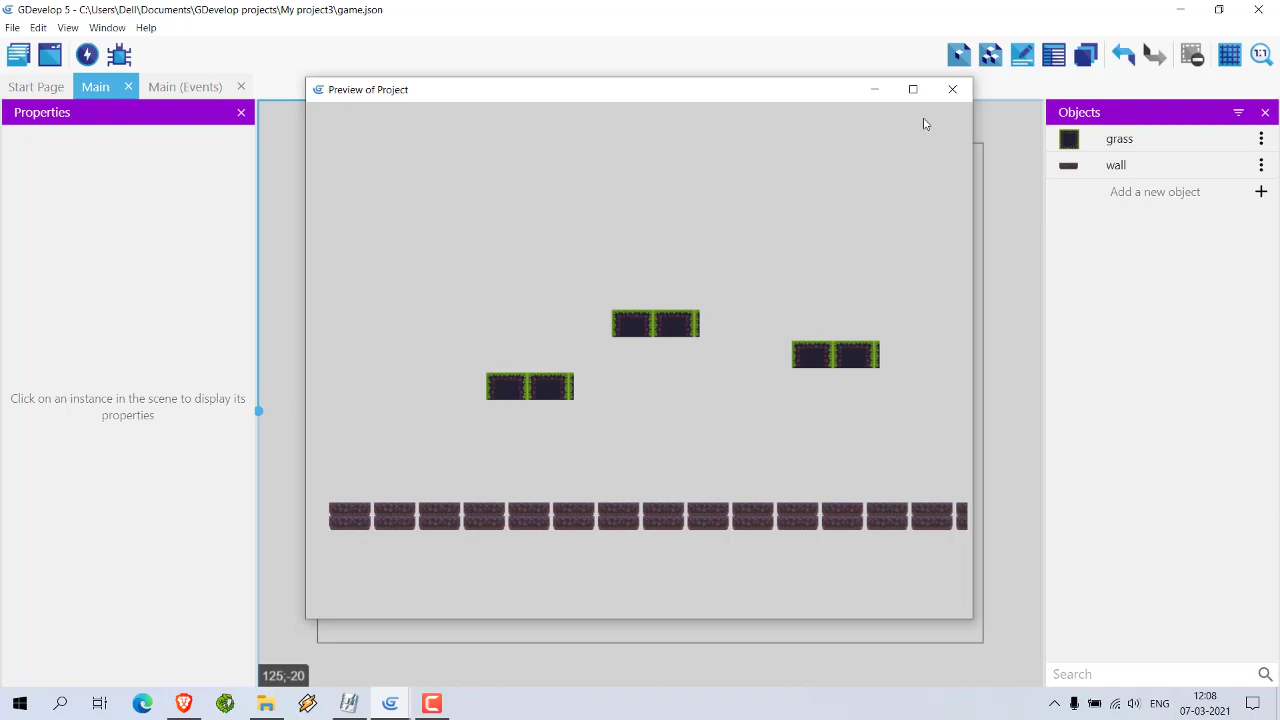 GDevelop 5 - C:\Users\Dell\Documents\GDevelop projects\My project3\game.json
File Edit View Window Help
Start Page
Main
Main (Events)
Properties
Preview of Project
Objects
grass
wall
Add a new object
Click on an instance in the scene to display its
properties
125;-20
Search
ENG
12:08
07-03-2021
1:1